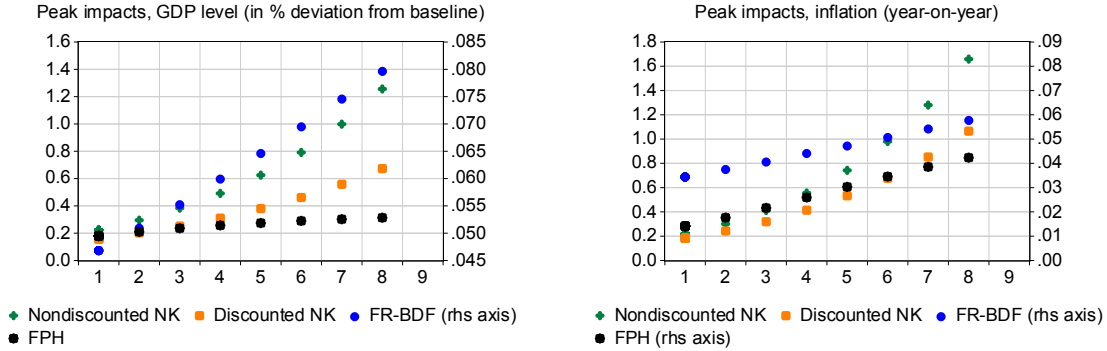 Peak impacts, GDP level (in % deviation from baseline)
1.6 .085
1.4 .080
1.2 .075
1.0 .070
0.8 .065
0.6 .060
0.4 .055
0.2 .050
0.0 .045
1 2 3 4 5 6 7 8 9
Nondiscounted NK Discounted NK FR-BDF (rhs axis)
FPH
Peak impacts, inflation (year-on-year)
1.8 .09
1.6 .08
1.4 .07
1.2 .06
1.0 .05
0.8 .04
0.6 .03
0.4 .02
0.2 .01
0.0 .00
1 2 3 4 5 6 7 8 9
Nondiscounted NK Discounted NK FR-BDF (rhs axis)
FPH (rhs axis)